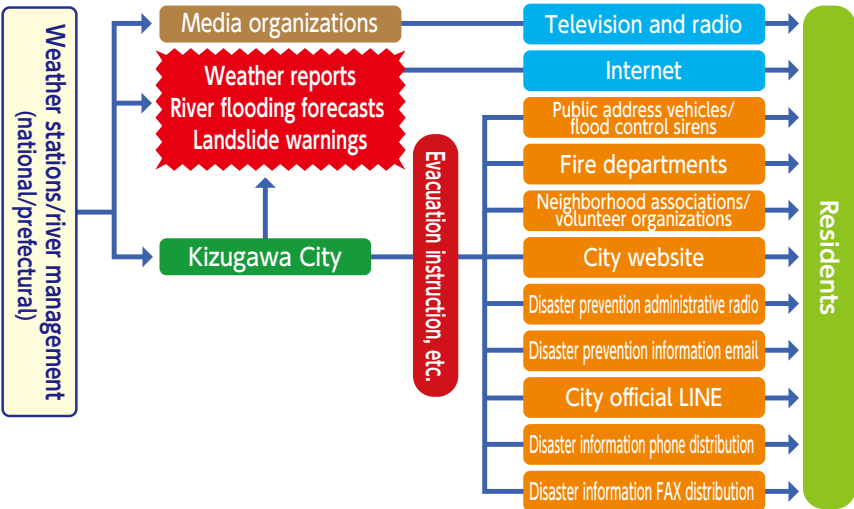 Weather stations/river management
(national/prefectural)
Media organizations
Weather reports
River flooding forecasts
Landslide warnings
Kizugawa City
Evacuation instruction, etc.
Television and radio
Internet
Public address vehicles/
flood control sirens
Fire departments
Neighborhood associations/
volunteer organizations
City website
Disaster prevention administrative radio
Disaster prevention information email
City official LINE
Disaster information phone distribution
Disaster information FAX distribution
Residents